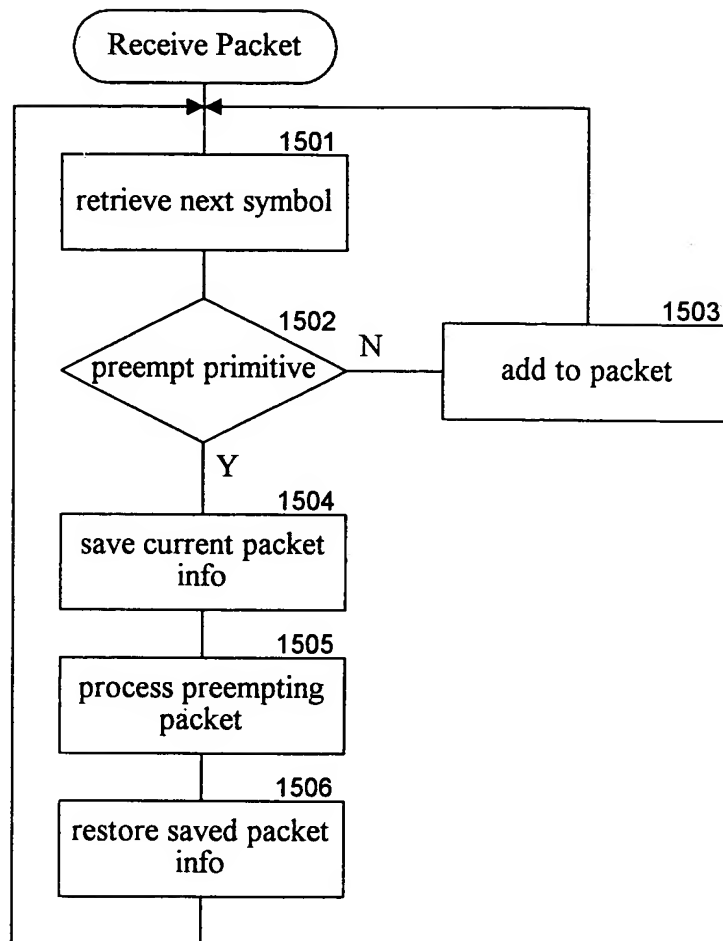 Receive Packet
1501
retrieve next symbol
1502
preempt primitive
N
1503
add to packet
Y
1504
save current packet
info
1505
process preempting
packet
1506
restore saved packet
info